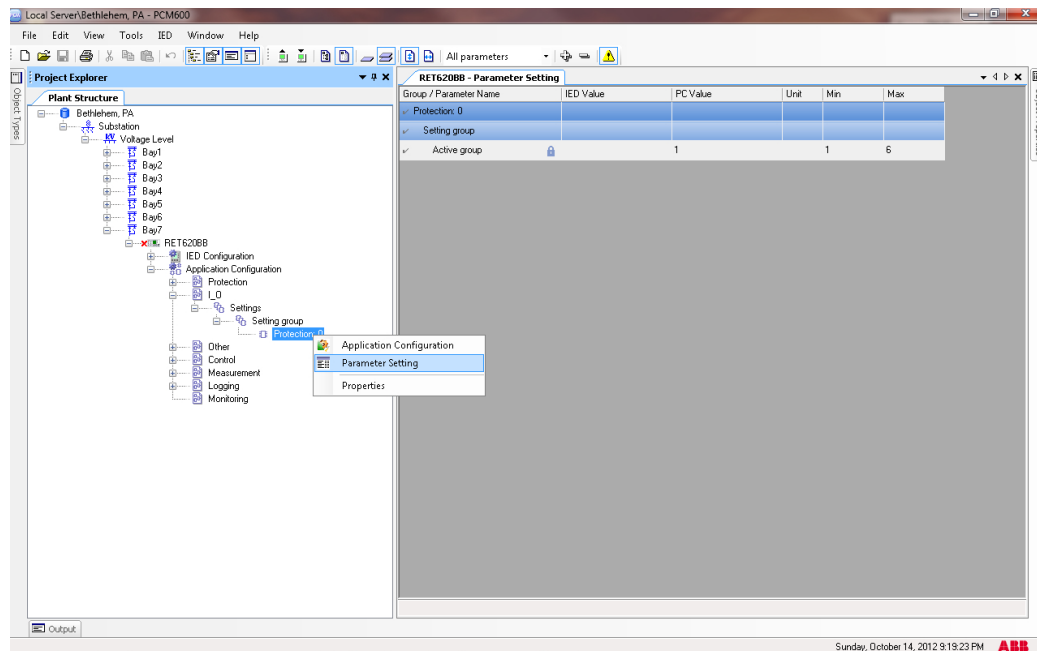 Local Server\Bethlehem, PA - PCM600
File Edit View Tools IED Window Help
All parameters
Object Types
Project Explorer
Plant Structure
Bethlehem, PA
Substation
Voltage Level
Bay1
Bay2
Bay3
Bay4
Bay5
Bay6
Bay7
RET620BB
IED Configuration
Application Configuration
Protection
I_O
Settings
Setting group
Protection: 0
Other
Control
Measurement
Logging
Monitoring
Application Configuration
Parameter Setting
Properties
RET620BB - Parameter Setting
Group / Parameter Name IED Value PC Value Unit Min Max
Protection: 0
Setting group
Active group 1 1 6
Output
Sunday, October 14, 2012 9:19:23 PM ABB